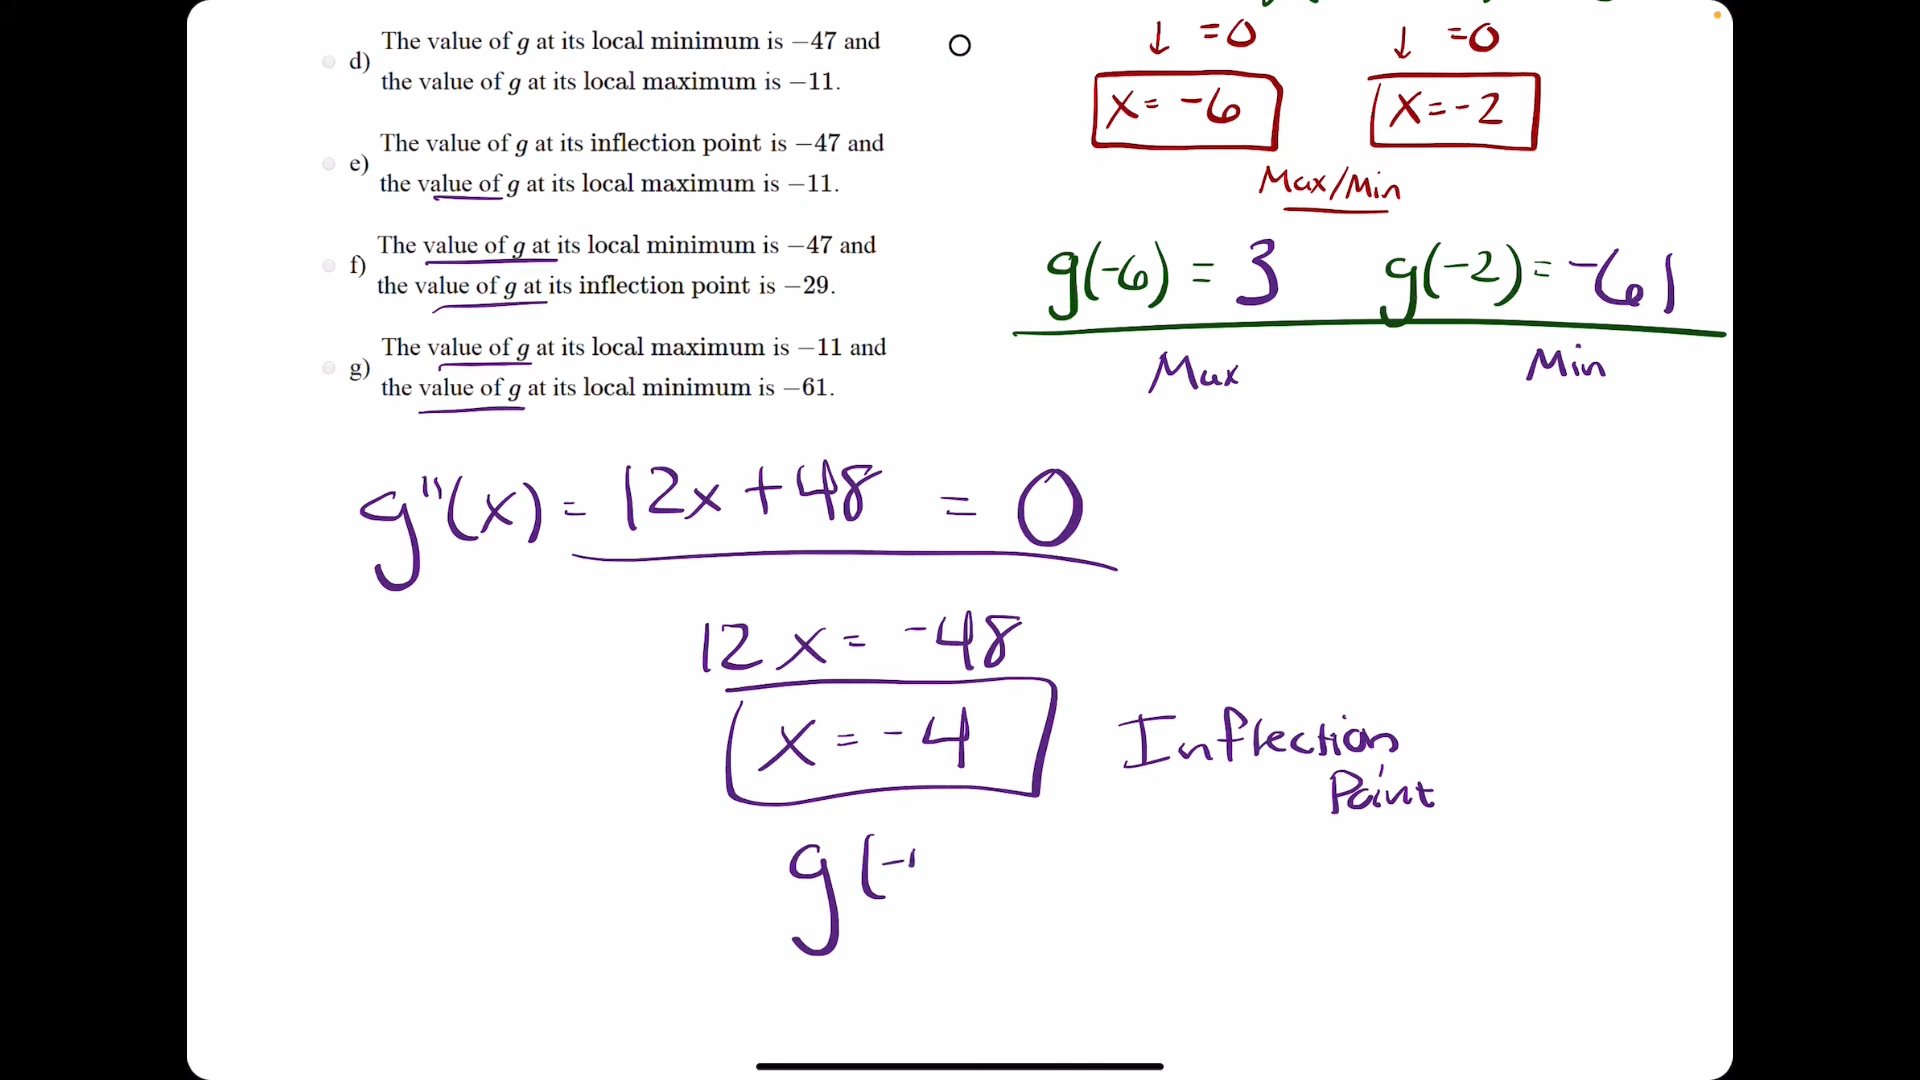 d) The value of g at its local minimum is −47 and
the value of g at its local maximum is −11.
e) The value of g at its inflection point is −47 and
the value of g at its local maximum is −11.
f) The value of g at its local minimum is −47 and
the value of g at its inflection point is −29.
g) The value of g at its local maximum is −11 and
the value of g at its local minimum is −61.
↓ =0 ↓ =0
x= -6 x= -2
Max/Min
g(-6) = 3 g(-2)= -61
Max Min
g"(x) = 12x + 48 = 0
12x = -48
x = -4
Inflection
Point
g(-